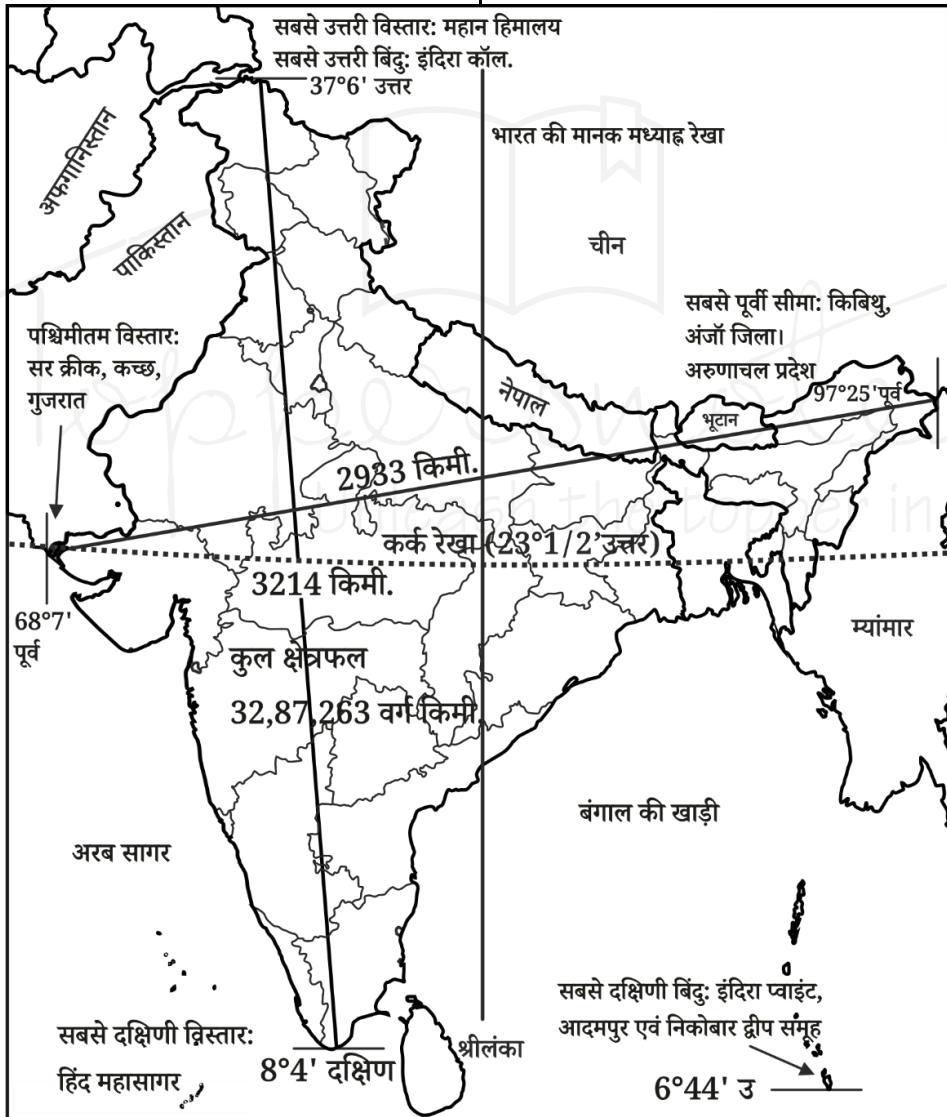 सबसे उत्तरी विस्तार: महान हिमालय
सबसे उत्तरी बिंदु: इंदिरा कॉल.
37°6' उत्तर
भारत की मानक मध्याह्न रेखा
अफगानिस्तान
पाकिस्तान
चीन
सबसे पूर्वी सीमा: किबिथु,
अंजॉ जिला।
अरुणाचल प्रदेश
97°25'पूर्व
पश्चिमीतम विस्तार:
सर क्रीक, कच्छ,
गुजरात
नेपाल
भूटान
2933 किमी.
कर्क रेखा (23°1/2’उत्तर)
3214 किमी.
68°7'
पूर्व
म्यांमार
कुल क्षेत्रफल
32,87,263 वर्ग किमी.
बंगाल की खाड़ी
अरब सागर
सबसे दक्षिणी बिंदु: इंदिरा प्वाइंट,
आदमपुर एवं निकोबार द्वीप समूह
सबसे दक्षिणी विस्तार:
हिंद महासागर
8°4' दक्षिण
श्रीलंका
6°44' उ